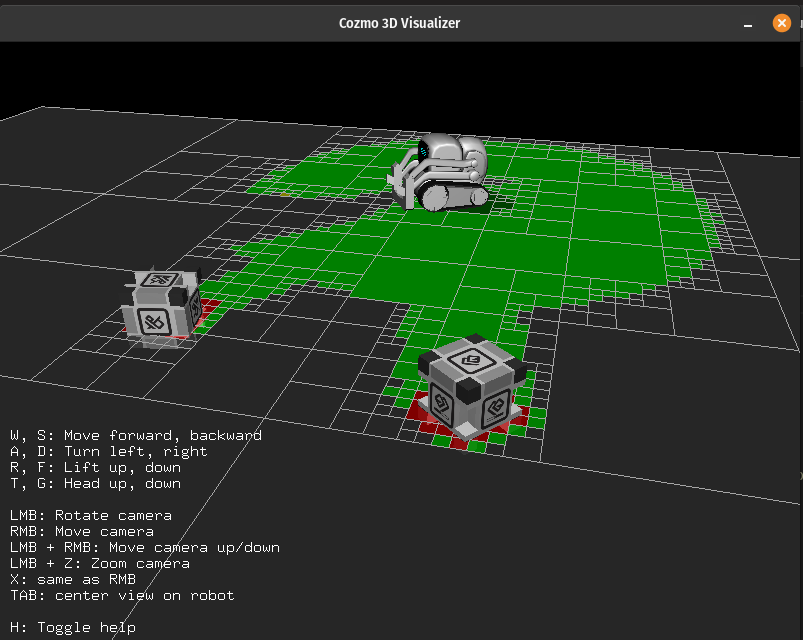 Cozmo 3D Visualizer
W, S: Move forward, backward
A, D: Turn left, right
R, F: Lift up, down
T, G: Head up, down
LMB: Rotate camera
RMB: Move camera
LMB + RMB: Move camera up/down
LMB + Z: Zoom camera
X: same as RMB
TAB: center view on robot
H: Toggle help